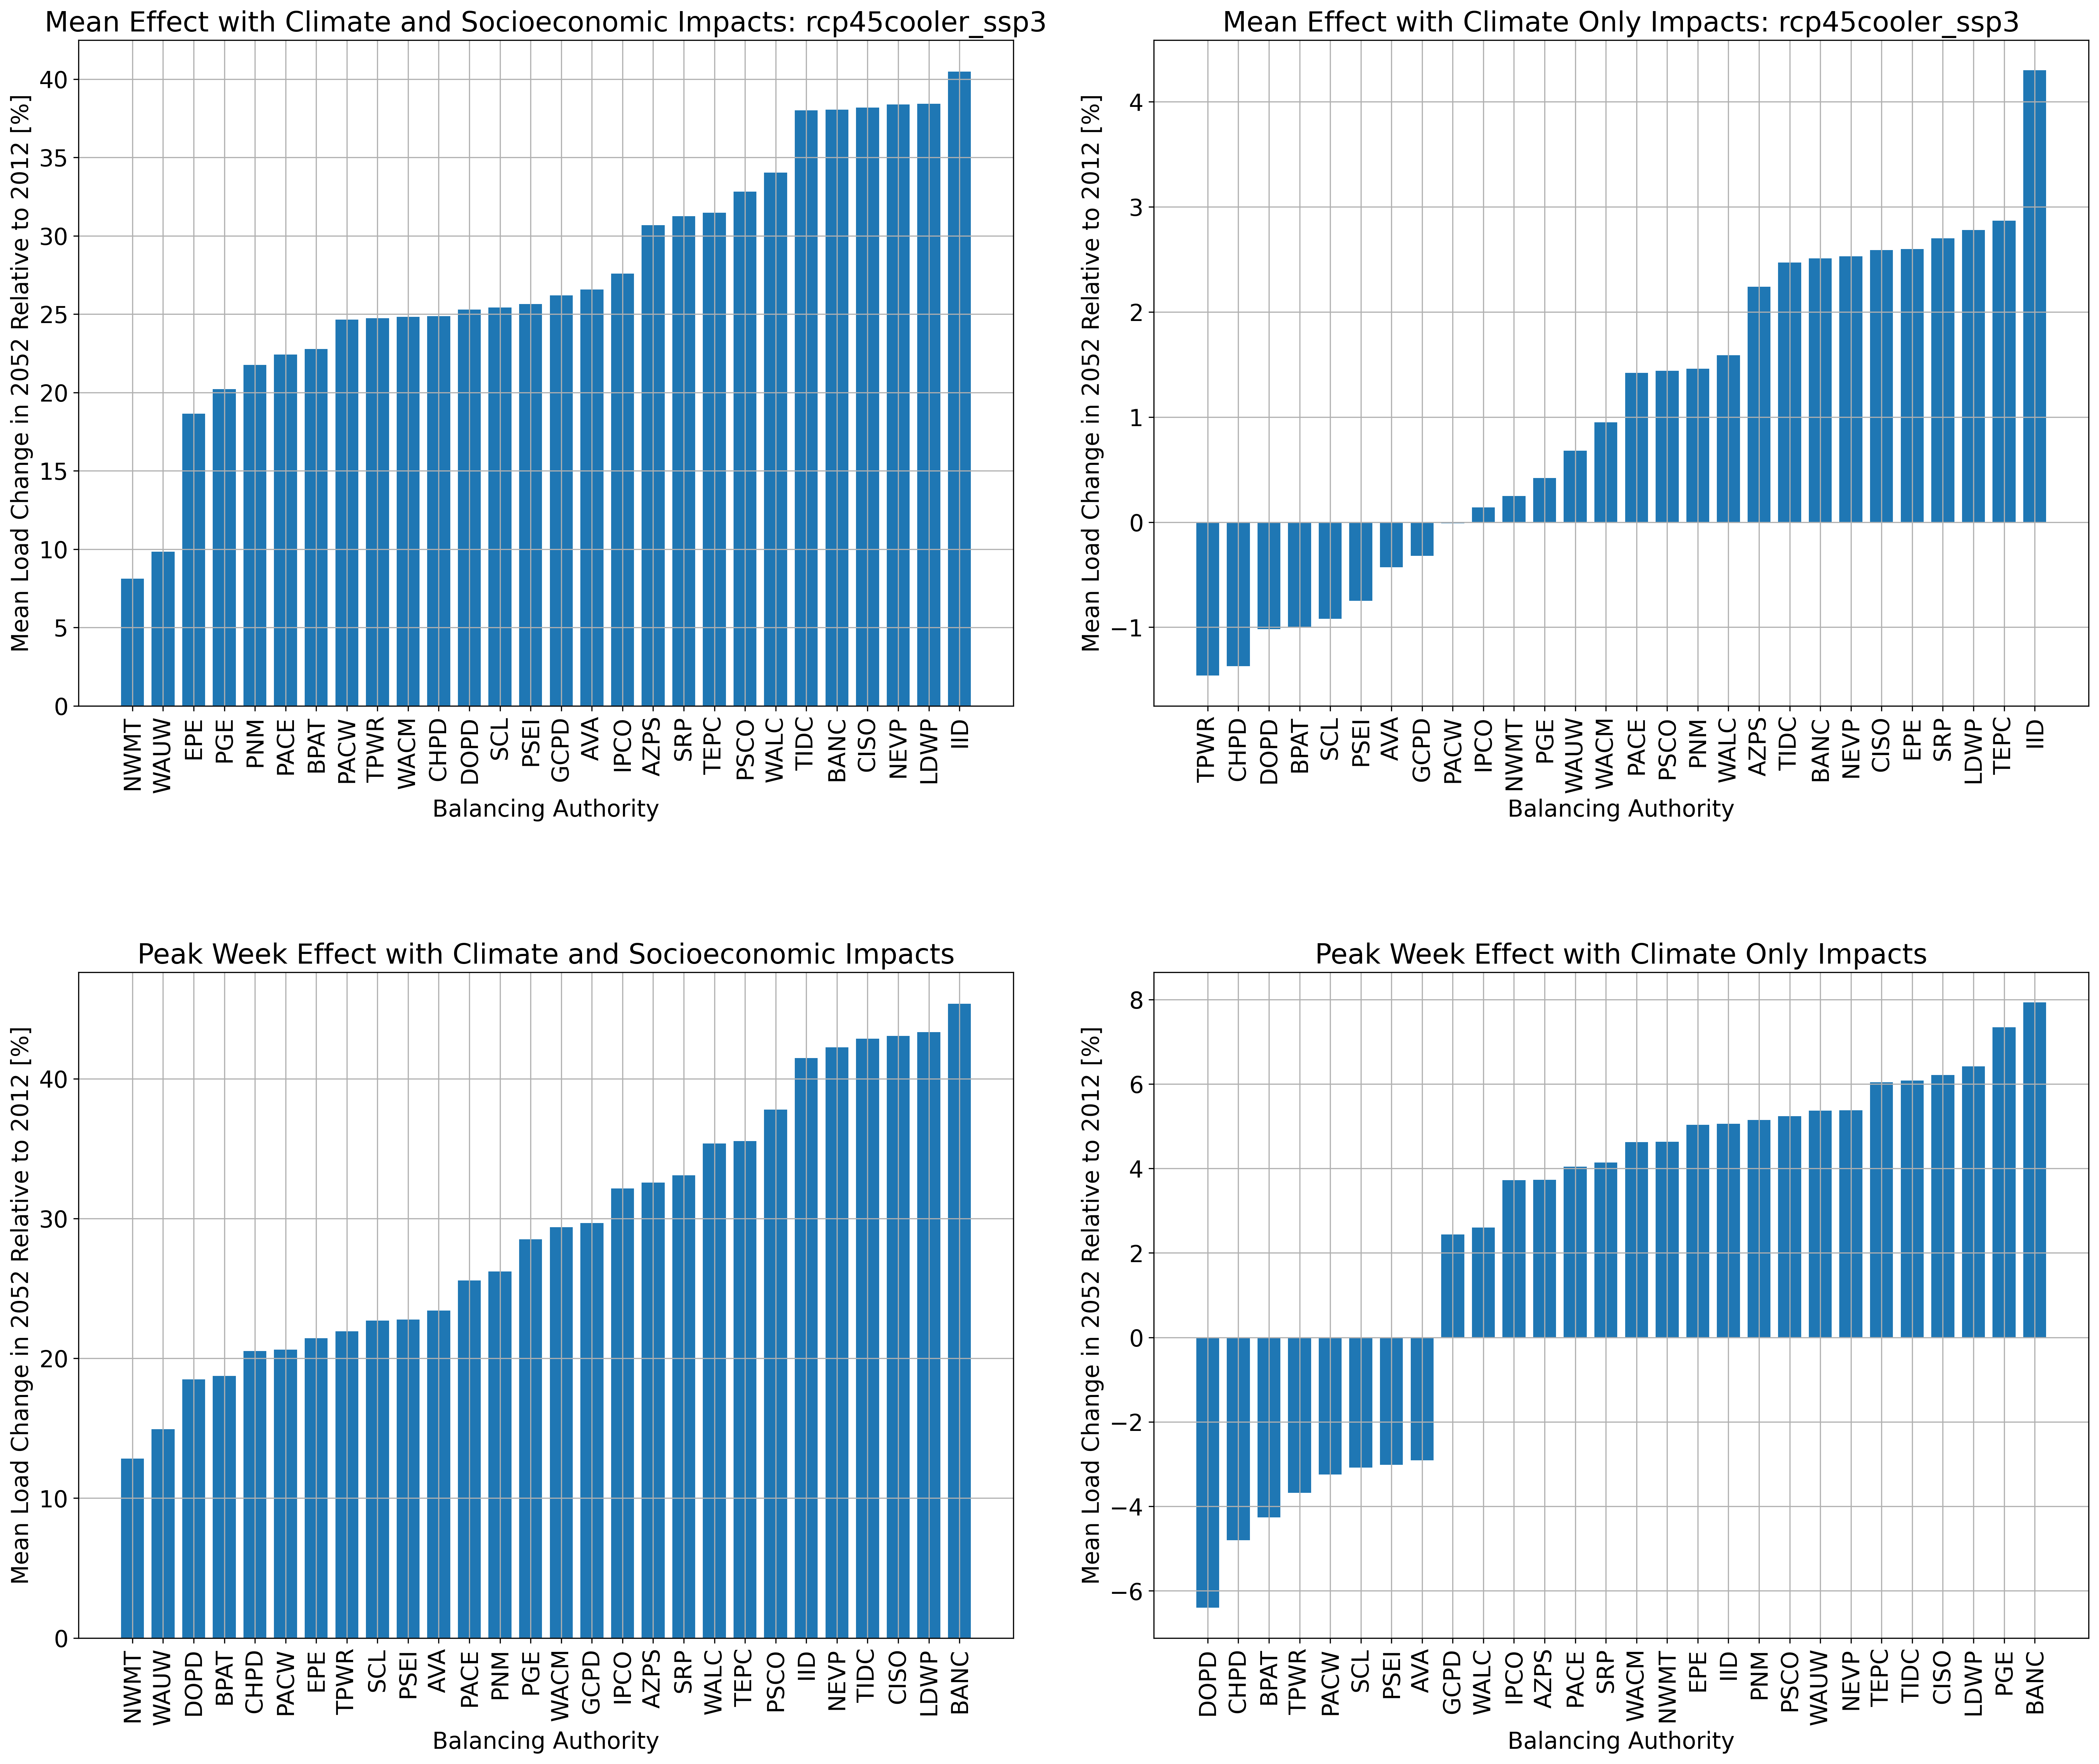 Mean Effect with Climate and Socioeconomic Impacts: rcp45cooler_ssp3
Mean Load Change in 2052 Relative to 2012 [%]
40
35
30
25
20
15
10
5
0
NWMT WAUW EPE PGE PNM PACE BPAT PACW TPWR WACM CHPD DOPD SCL PSEI GCPD AVA IPCO AZPS SRP TEPC PSCO WALC TIDC BANC CISO NEVP LDWP IID
Balancing Authority
Mean Effect with Climate Only Impacts: rcp45cooler_ssp3
Mean Load Change in 2052 Relative to 2012 [%]
4
3
2
1
0
−1
TPWR CHPD DOPD BPAT SCL PSEI AVA GCPD PACW IPCO NWMT PGE WAUW WACM PACE PSCO PNM WALC AZPS TIDC BANC NEVP CISO EPE SRP LDWP TEPC IID
Balancing Authority
Peak Week Effect with Climate and Socioeconomic Impacts
Mean Load Change in 2052 Relative to 2012 [%]
40
30
20
10
0
NWMT WAUW DOPD BPAT CHPD PACW EPE TPWR SCL PSEI AVA PACE PNM PGE WACM GCPD IPCO AZPS SRP WALC TEPC PSCO IID NEVP TIDC CISO LDWP BANC
Balancing Authority
Peak Week Effect with Climate Only Impacts
Mean Load Change in 2052 Relative to 2012 [%]
8
6
4
2
0
−2
−4
−6
DOPD CHPD BPAT TPWR PACW SCL PSEI AVA GCPD WALC IPCO AZPS PACE SRP WACM NWMT EPE IID PNM PSCO WAUW NEVP TEPC TIDC CISO LDWP PGE BANC
Balancing Authority